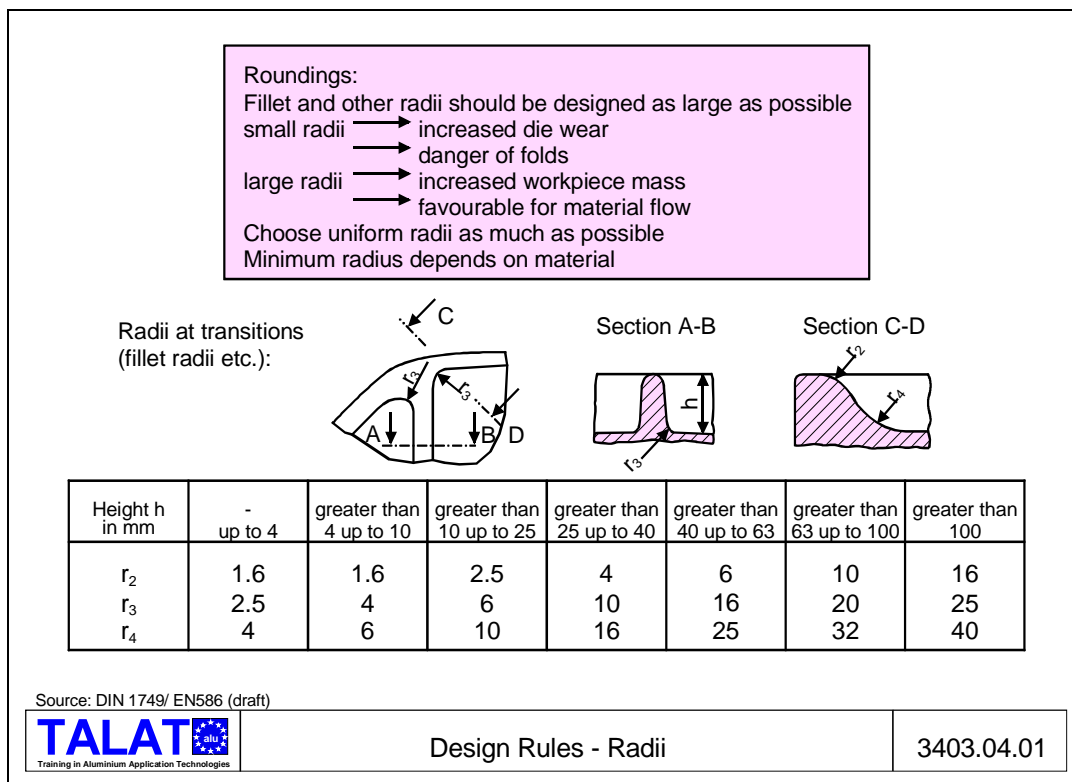 Roundings:
Fillet and other radii should be designed as large as possible
small radii increased die wear
danger of folds
large radii increased workpiece mass
favourable for material flow
Choose uniform radii as much as possible
Minimum radius depends on material
Radii at transitions
(fillet radii etc.):
C
r3
r3
A
B
D
Section A-B
h
r3
Section C-D
r2
r4
Height h
in mm
-
up to 4
greater than
4 up to 10
greater than
10 up to 25
greater than
25 up to 40
greater than
40 up to 63
greater than
63 up to 100
greater than
100
r2 1.6 1.6 2.5 4 6 10 16
r3 2.5 4 6 10 16 20 25
r4 4 6 10 16 25 32 40
Source: DIN 1749/ EN586 (draft)
TALAT
alu
Training in Aluminium Application Technologies
Design Rules - Radii
3403.04.01